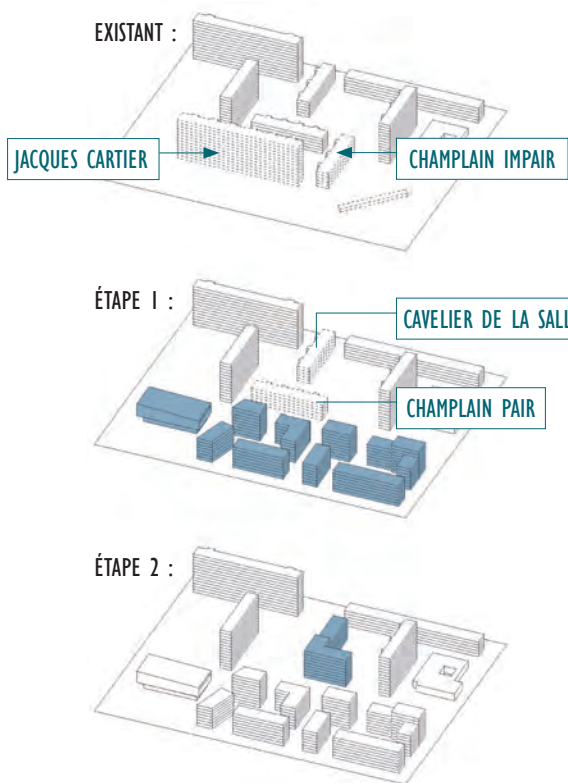 EXISTANT :
JACQUES CARTIER
CHAMPLAIN IMPAIR
ÉTAPE 1 :
CAVELIER DE LA SALL
CHAMPLAIN PAIR
ÉTAPE 2 :